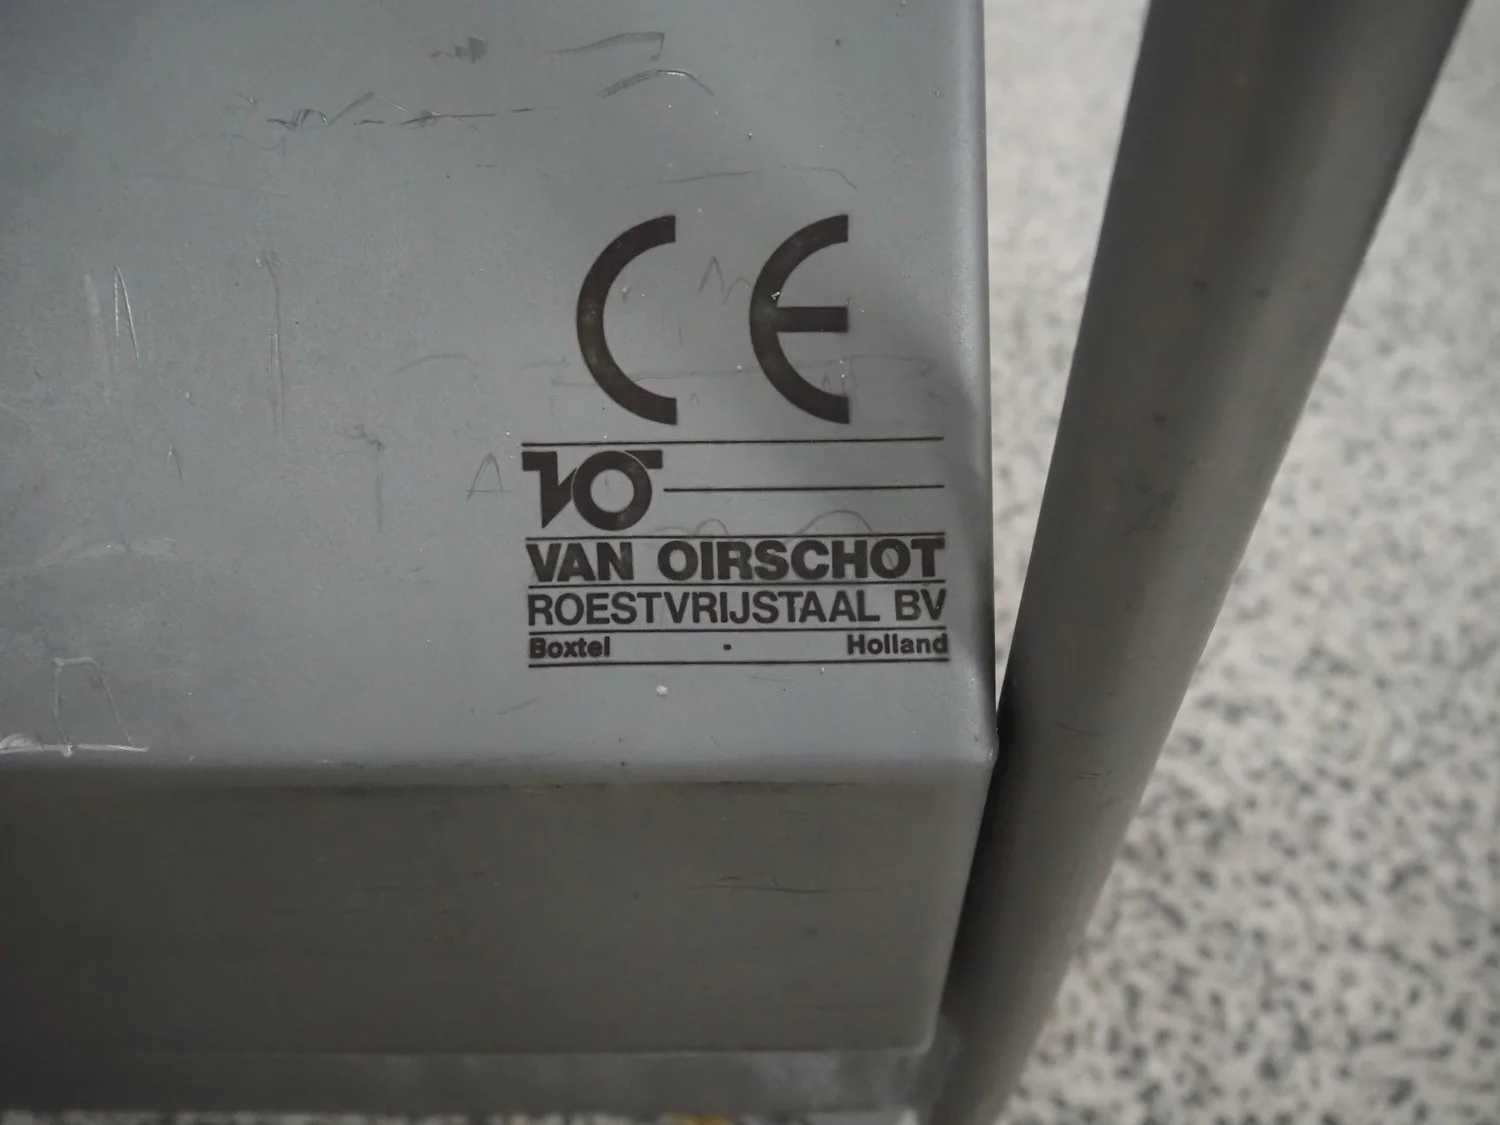 CE
VO
VAN OIRSCHOT
ROESTVRIJSTAAL BV
Boxtel - Holland